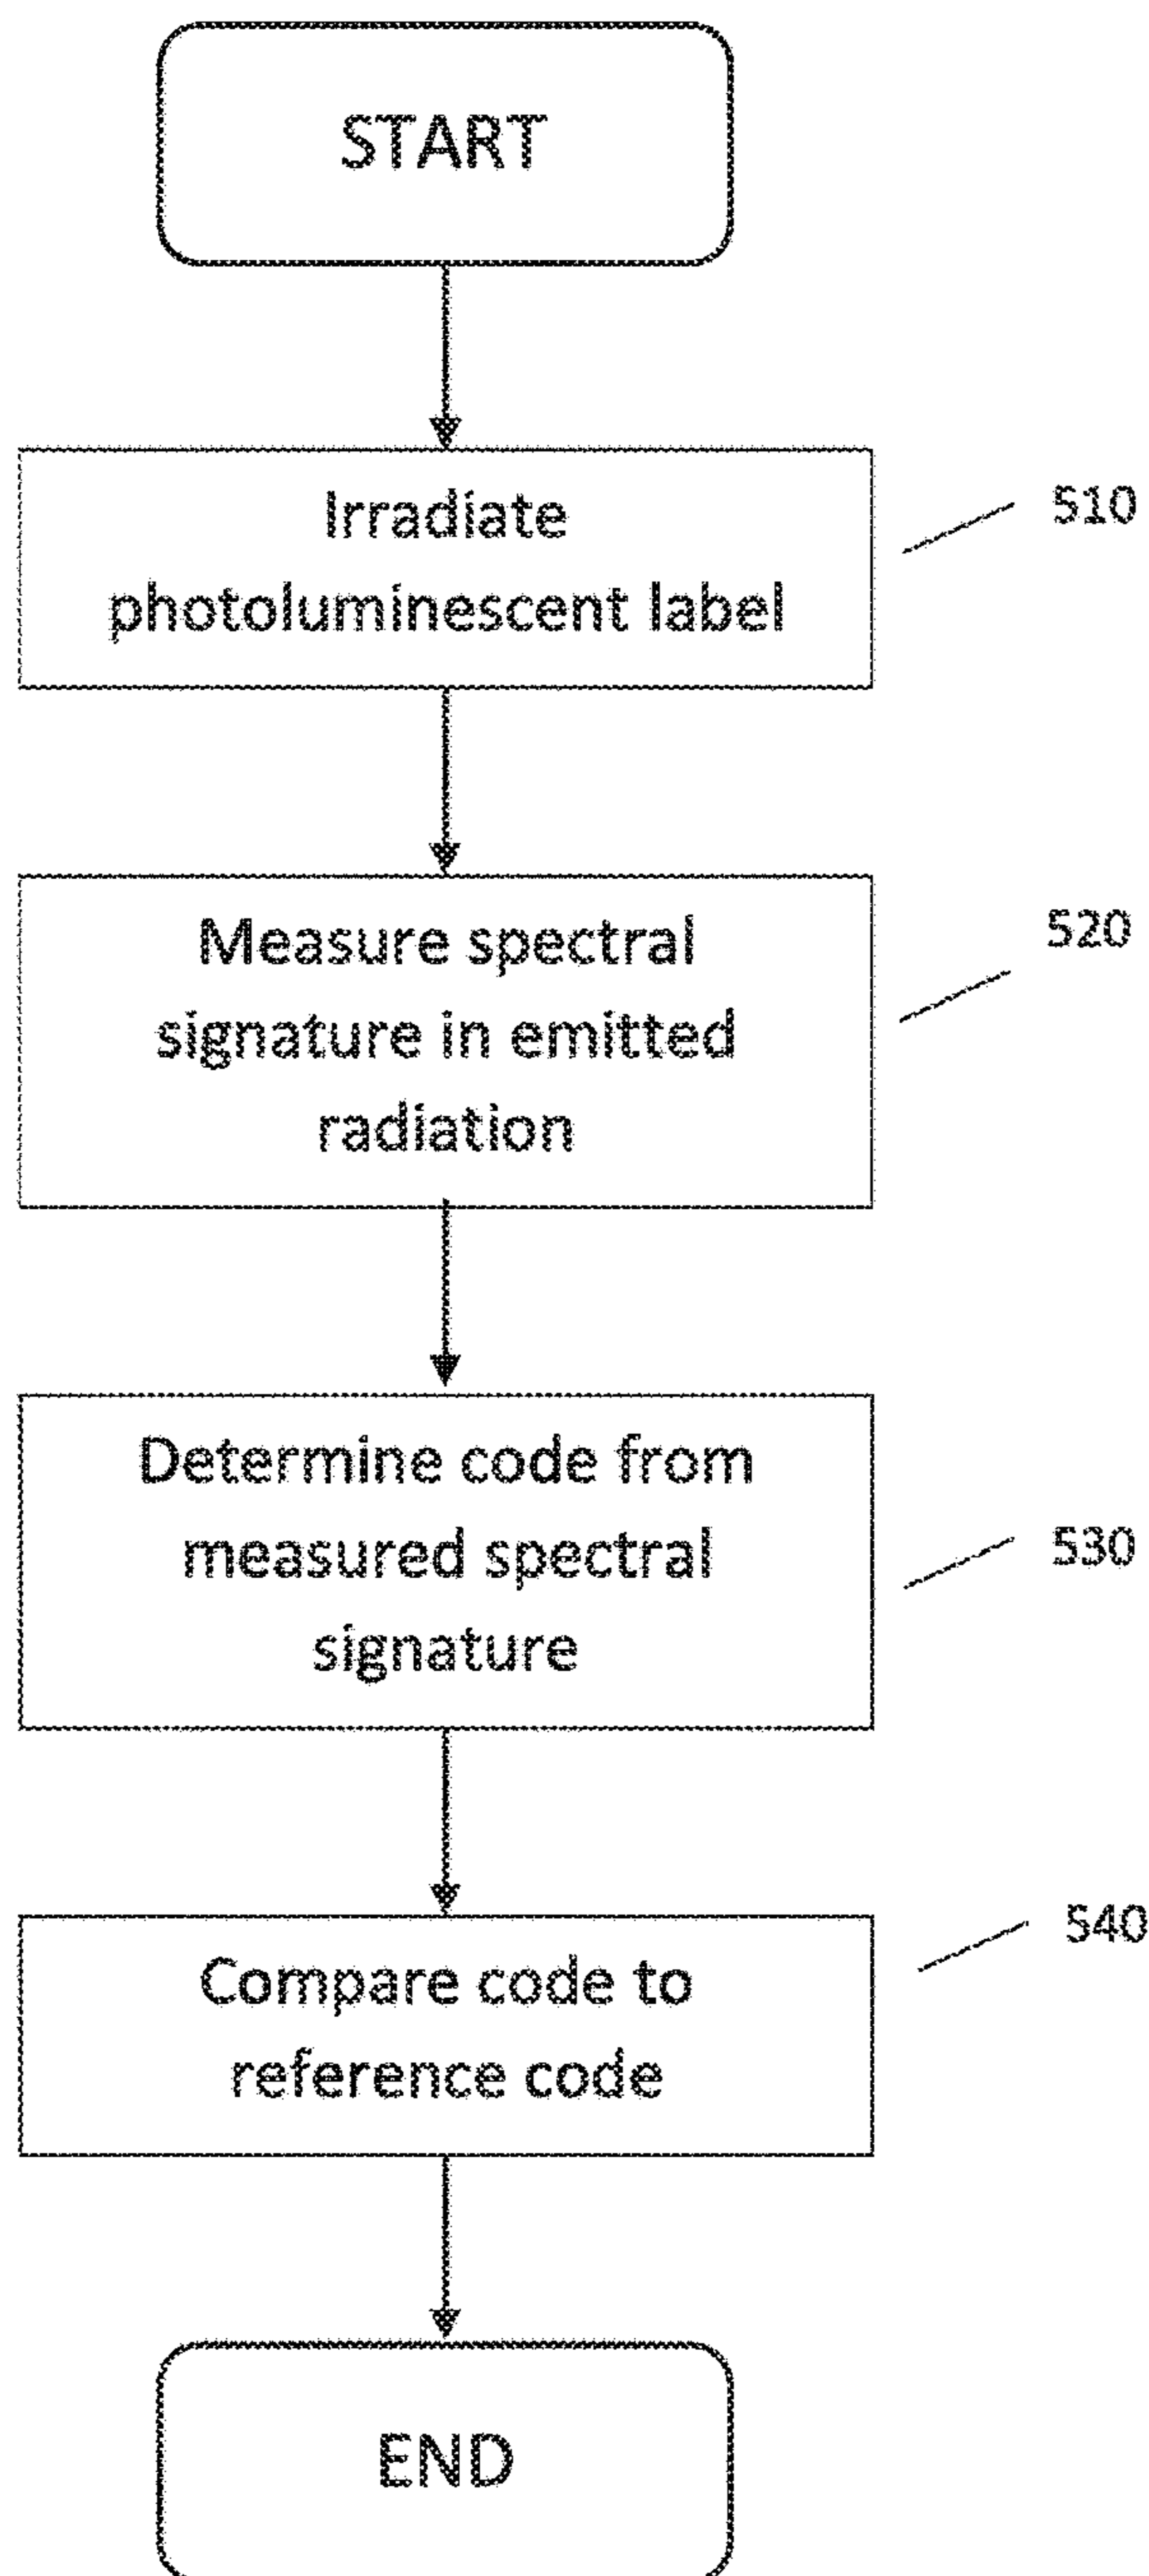 START
Irradiate
photoluminescent label
510
Measure spectral
signature in emitted
radiation
520
Determine code from
measured spectral
signature
530
Compare code to
reference code
540
END